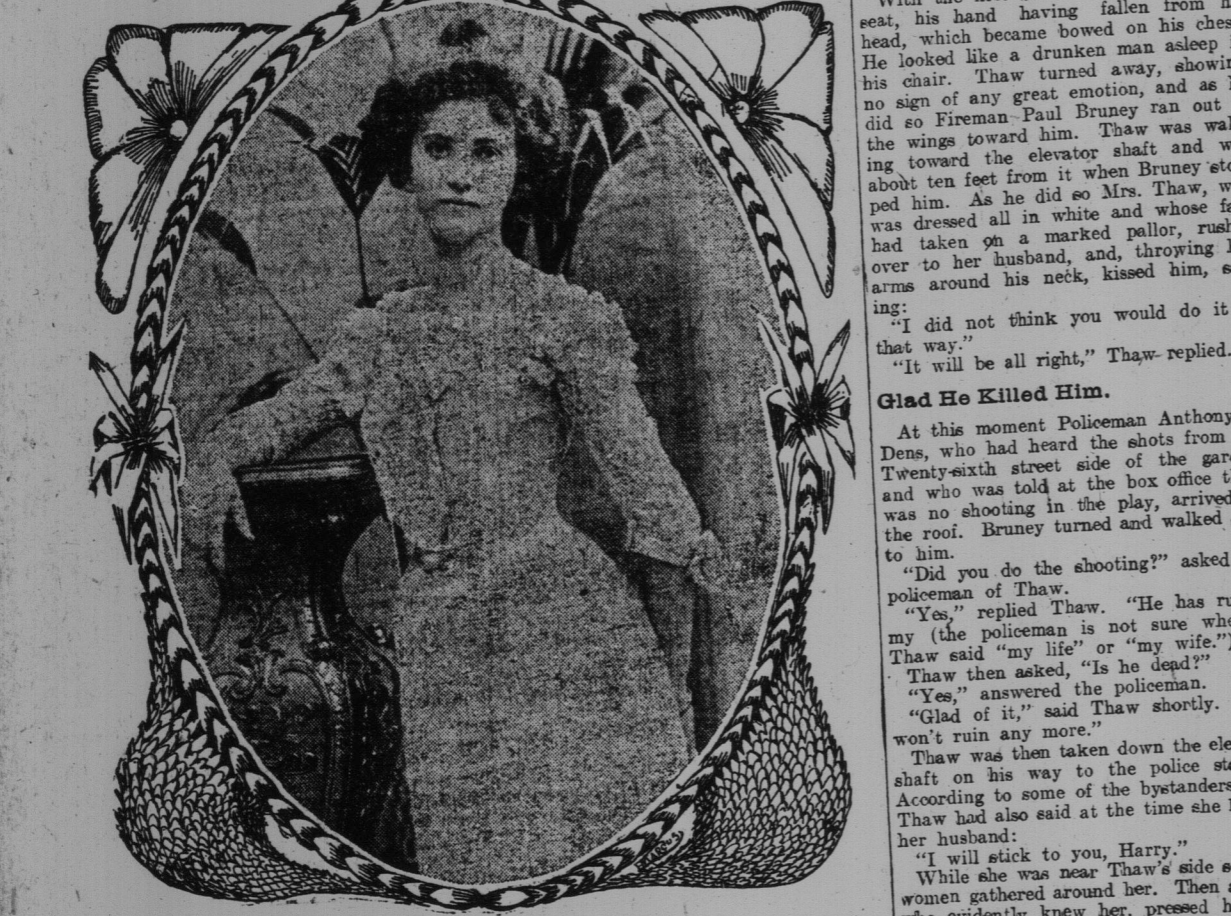 seat, his hand having fallen from
head, which became bowed on his
He looked like a drunken man asleep
his chair. Thaw turned away,
no sign of any great emotion, and as
did so Fireman Paul Bruney ran out
the wings toward him. Thaw was
ing toward the elevator shaft and
about ten feet from it when Bruney
ped him. As he did so Mrs. Thaw,
was dressed all in white and whose
had taken on a marked pallor,
over to her husband, and, throwing
arms around his neck, kissed him,
ing:
"I did not think you would do it
that way."
"It will be all right," Thaw replied.
Glad He Killed Him.
At this moment Policeman Anthony
Dens, who had heard the shots from
Twenty-sixth street side of the
and who was told at the box office
was no shooting in the play, arrived
the roof. Bruney turned and walked
to him.
"Did you do the shooting?" asked
policeman of Thaw.
"Yes," replied Thaw. "He has
my (the policeman is not sure
Thaw said "my life" or "my wife.")
Thaw then asked, "Is he dead?"
"Yes," answered the policeman.
"Glad of it," said Thaw shortly.
won't ruin any more."
Thaw was then taken down the
shaft on his way to the police
According to some of the bystanders
Thaw had also said at the time she
her husband:
"I will stick to you, Harry."
While she was near Thaw's side
women gathered around her. Then
evidently knew her, pressed